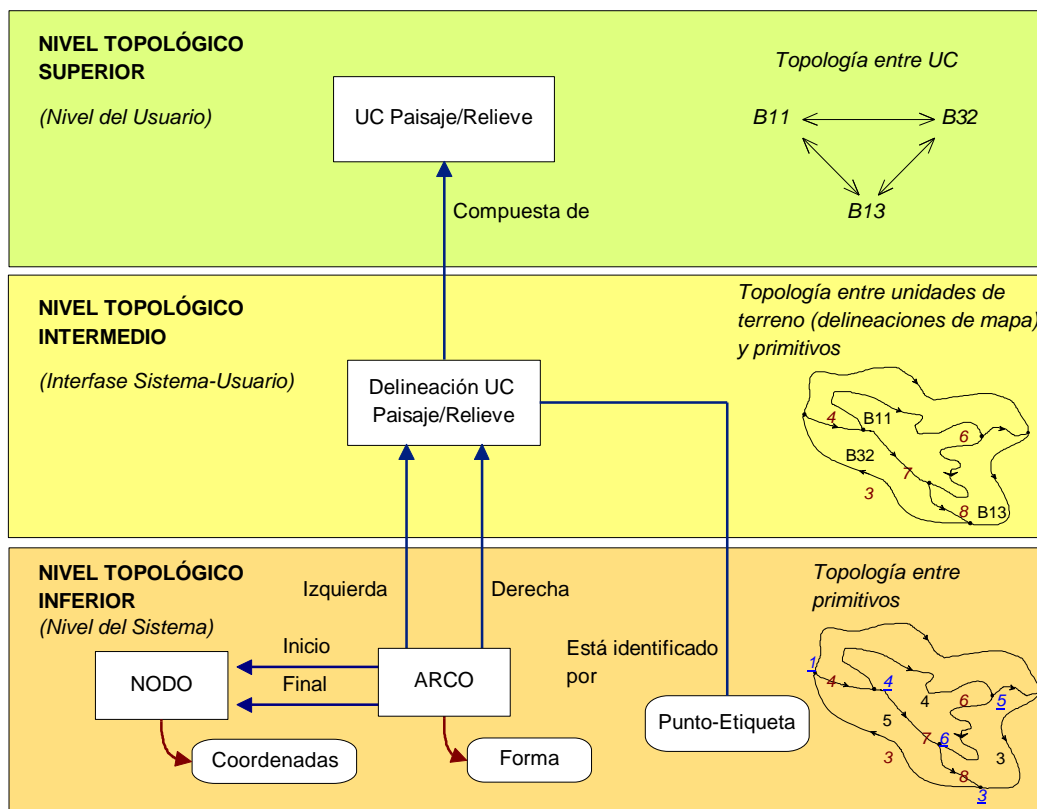 NIVEL TOPOLÓGICO
SUPERIOR
(Nivel del Usuario)
UC Paisaje/Relieve
Compuesta de
Topología entre UC
B11
B32
B13
NIVEL TOPOLÓGICO
INTERMEDIO
(Interfase Sistema-Usuario)
Delineación UC
Paisaje/Relieve
Topología entre unidades de
terreno (delineaciones de mapa)
y primitivos
4
B11
6
B32
7
3
8
B13
NIVEL TOPOLÓGICO
INFERIOR
(Nivel del Sistema)
Izquierda
Derecha
Inicio
Final
NODO
ARCO
Coordenadas
Forma
Está identificado
por
Punto-Etiqueta
Topología entre
primitivos
1
4
4
4
6
5
5
7
6
3
3
8
3